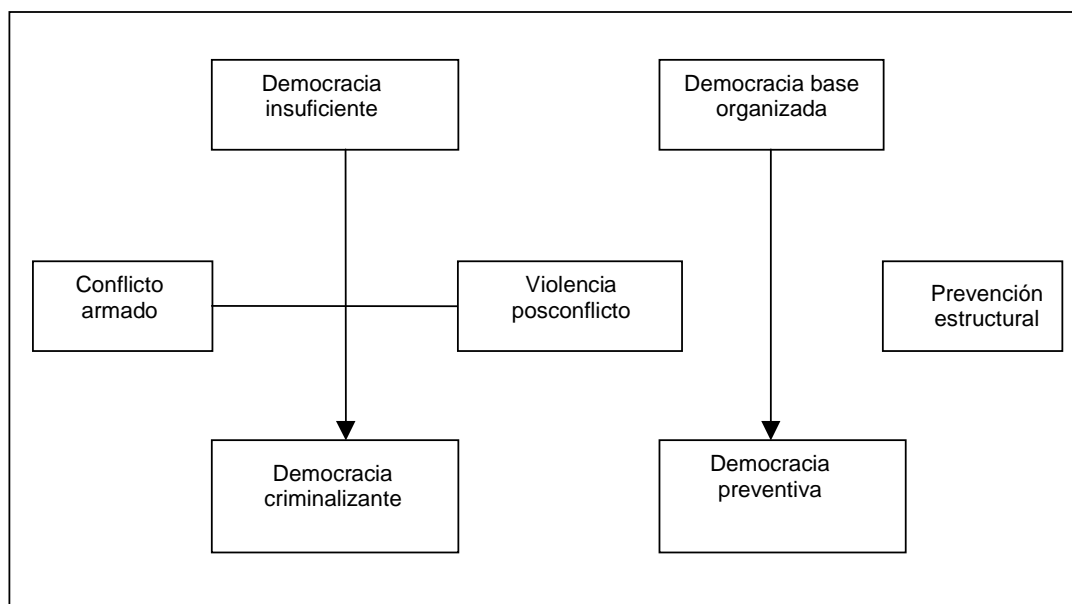 Democracia
insuficiente
Democracia base
organizada
Conflicto
armado
Violencia
posconflicto
Prevención
estructural
Democracia
criminalizante
Democracia
preventiva